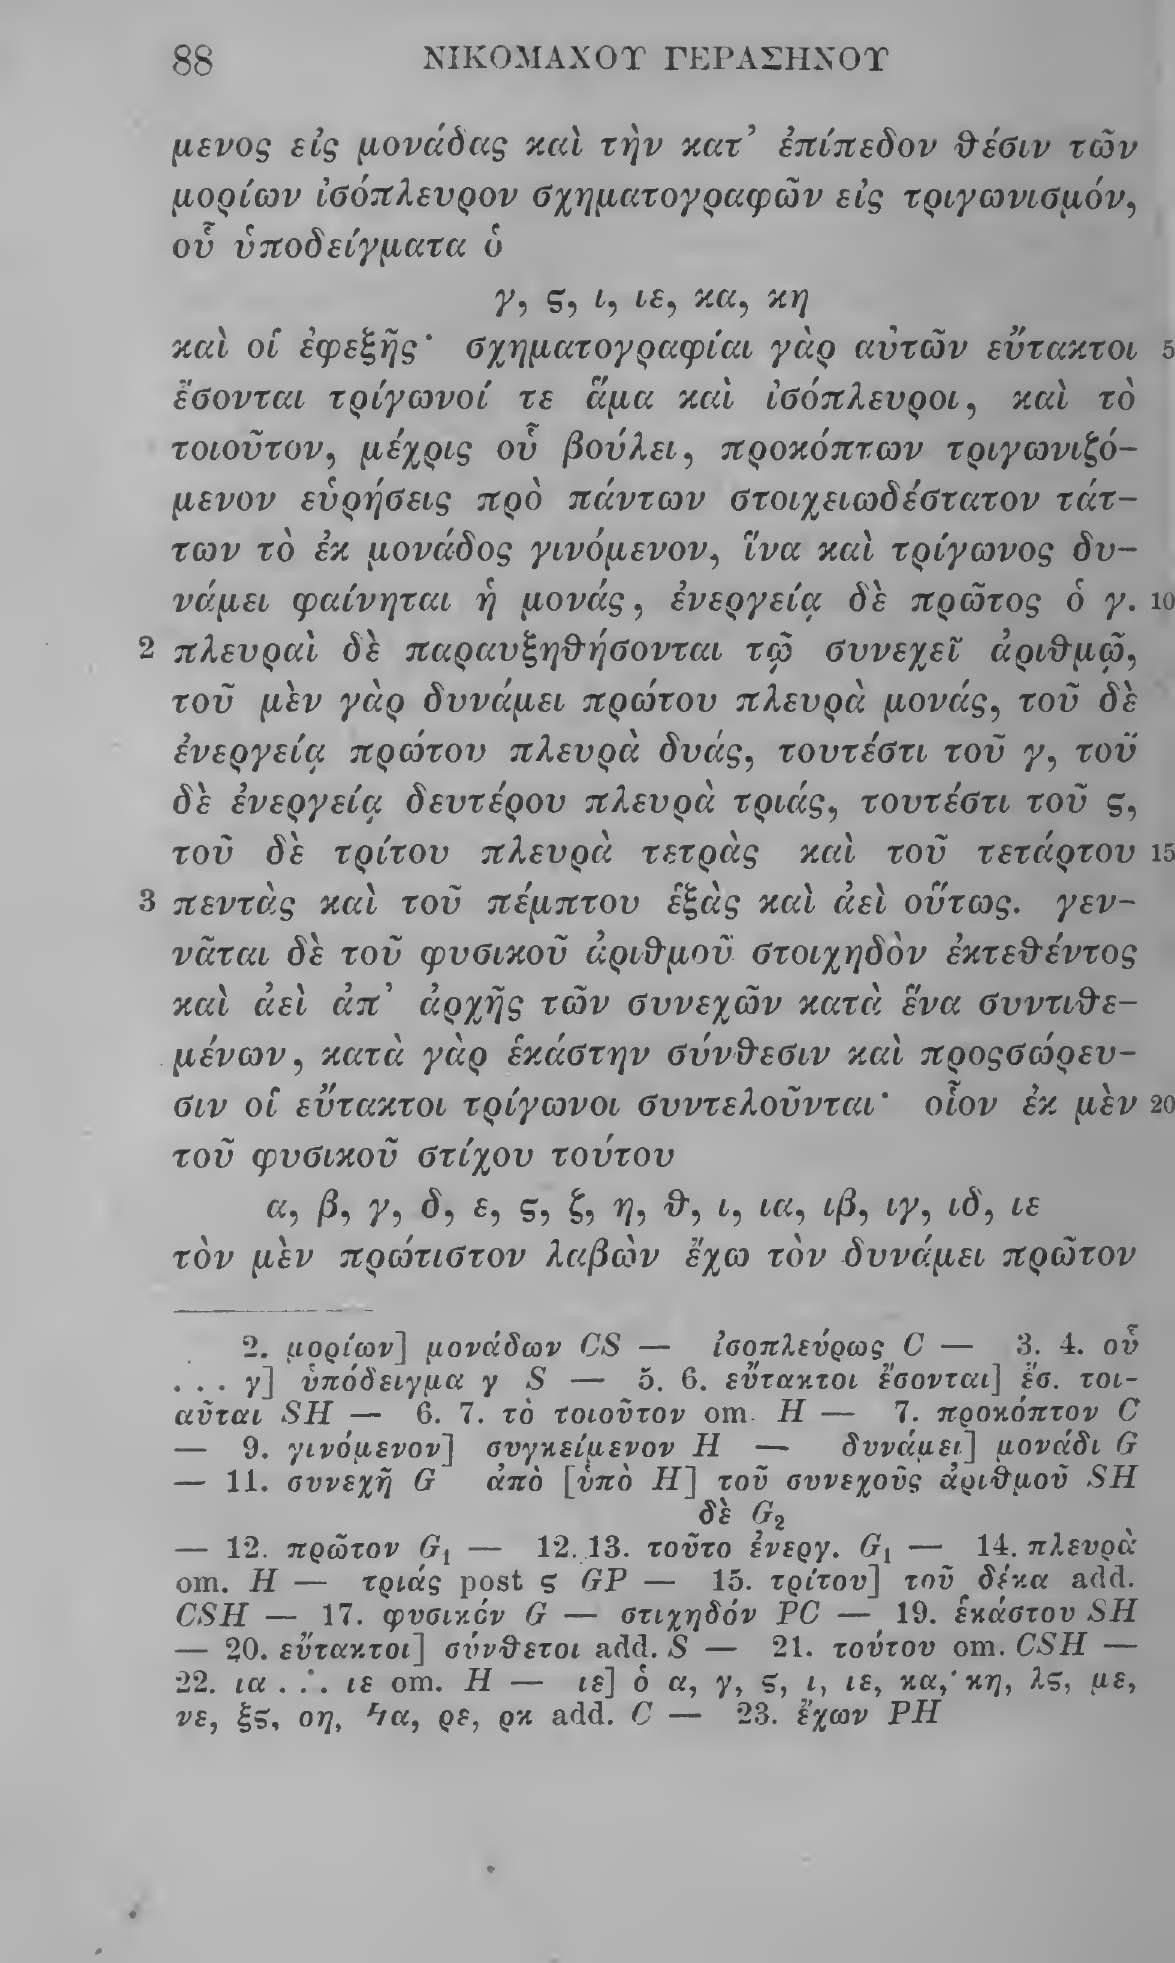 88 ΝΙΚΟΜΑΧΟΥ ΓΕΡΑΣΗΝΟΥ
μενος εἰς μονάδας καὶ τὴν κατ’ ἐπίπεδον θέσιν τῶν
μορίων ἰσόπλευρον σχηματογραφῶν εἰς τριγωνισμόν,
οὗ ὑποδείγματα ὁ
γ, ϛ, ι, ιε, κα, κη
καὶ οἱ ἐφεξῆς· σχηματογραφίαι γὰρ αὐτῶν εὔτακτοι 5
ἔσονται τρίγωνοί τε ἅμα καὶ ἰσόπλευροι, καὶ τὸ
τοιοῦτον, μέχρις οὗ βούλει, προκόπτων τριγωνιζό-
μενον εὑρήσεις πρὸ πάντων στοιχειωδέστατον τάτ-
των τὸ ἐκ μονάδος γινόμενον, ἵνα καὶ τρίγωνος δυ-
νάμει φαίνηται ἡ μονάς, ἐνεργείᾳ δὲ πρῶτος ὁ γ. 10
2 πλευραὶ δὲ παραυξηθήσονται τῷ συνεχεῖ ἀριθμῷ,
τοῦ μὲν γὰρ δυνάμει πρώτου πλευρὰ μονάς, τοῦ δὲ
ἐνεργείᾳ πρώτου πλευρὰ δυάς, τουτέστι τοῦ γ, τοῦ
δὲ ἐνεργείᾳ δευτέρου πλευρὰ τριάς, τουτέστι τοῦ ϛ,
τοῦ δὲ τρίτου πλευρὰ τετρὰς καὶ τοῦ τετάρτου 15
3 πεντὰς καὶ τοῦ πέμπτου ἑξὰς καὶ ἀεὶ οὕτως. γεν-
νᾶται δὲ τοῦ φυσικοῦ ἀριθμοῦ στοιχηδὸν ἐκτεθέντος
καὶ ἀεὶ ἀπ’ ἀρχῆς τῶν συνεχῶν κατὰ ἕνα συντιθε-
μένων, κατὰ γὰρ ἑκάστην σύνθεσιν καὶ προςσώρευ-
σιν οἱ εὔτακτοι τρίγωνοι συντελοῦνται· οἷον ἐκ μὲν 20
τοῦ φυσικοῦ στίχου τούτου
α, β, γ, δ, ε, ϛ, ζ, η, θ, ι, ια, ιβ, ιγ, ιδ, ιε
τὸν μὲν πρώτιστον λαβὼν ἔχω τὸν δυνάμει πρῶτον
2. μορίων] μονάδων CS — ἰσοπλεύρως C — 3. 4. οὗ
. . . γ] ὑπόδειγμα γ S — 5. 6. εὔτακτοι ἔσονται] ἔσ. τοι-
αῦται SH — 6. 7. τὸ τοιοῦτον om. H — 7. προκόπτον C
— 9. γινόμενον] συγκείμενον H — δυνάμει] μονάδι G
— 11. συνεχῆ G ἀπὸ [ὑπὸ H] τοῦ συνεχοῦς ἀριθμοῦ SH
δὲ G₂
— 12. πρῶτον G₁ — 12. 13. τοῦτο ἐνεργ. G₁ — 14. πλευρὰ
om. H — τριάς post ϛ GP — 15. τρίτου] τοῦ δέκα add.
CSH — 17. φυσικὸν G — στιχηδόν PC — 19. ἑκάστου SH
— 20. εὔτακτοι] σύνθετοι add. S — 21. τούτου om. CSH —
22. ια . . . ιε om. H — ιε] ὁ α, γ, ϛ, ι, ιε, κα, κη, λϛ, με,
νε, ξϛ, οη, ϟα, ρε, ρκ add. C — 23. ἔχων PH